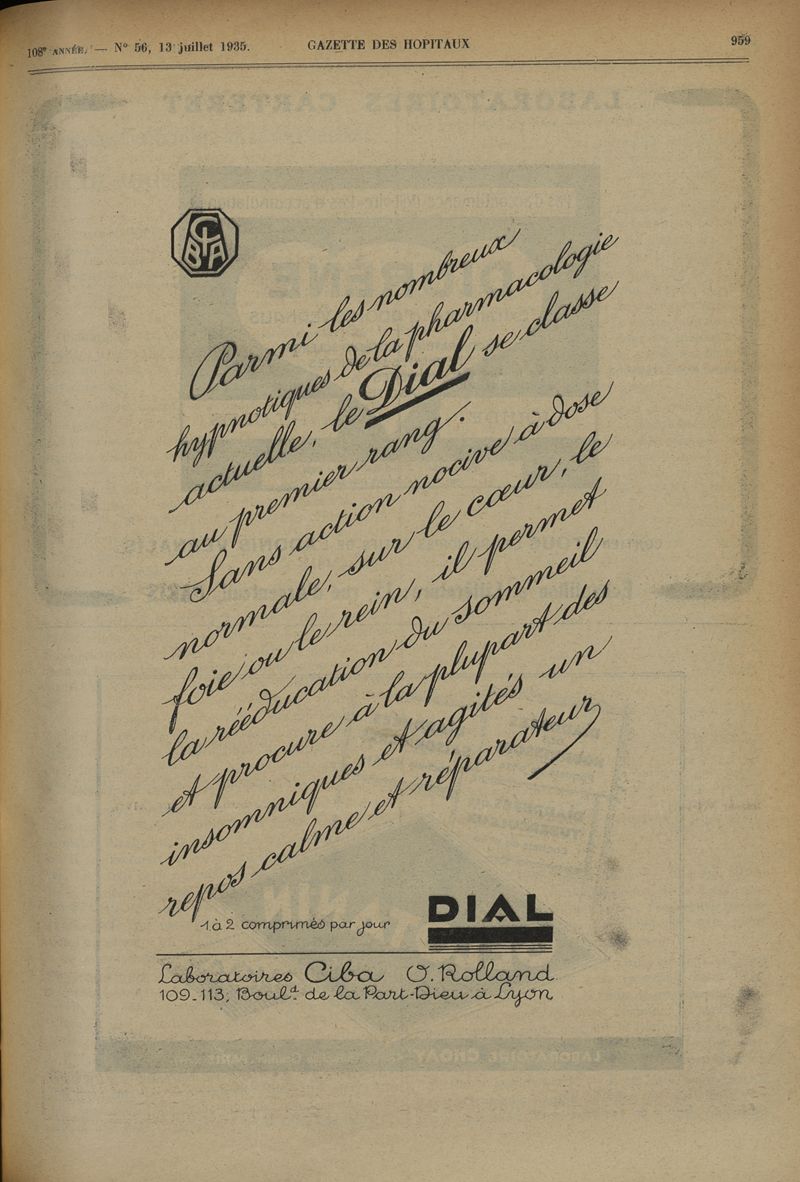 108e ANNÉE. — N° 56, 13 juillet 1935.
GAZETTE DES HOPITAUX
959
CIBA
Parmi les nombreux
hypnotiques de la pharmacologie
actuelle, le Dial se classe
au premier rang.
Sans action nocive à dose
normale, sur le cœur, le
foie ou le rein, il permet
la rééducation du sommeil
et procure à la plupart des
insomniques et agités un
repos calme et réparateur
1 à 2 comprimés par jour
DIAL
Laboratoires Ciba O. Rolland
109-113, Boul.d de la Part-Dieu à Lyon